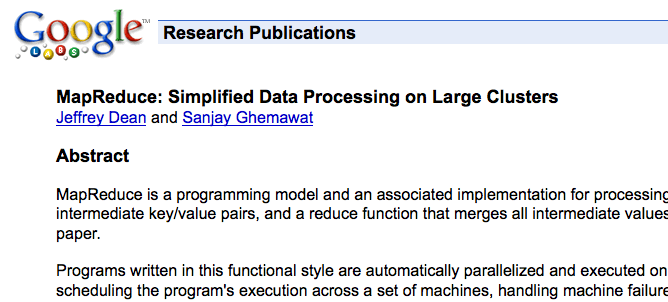 Google™
LABS
Research Publications
MapReduce: Simplified Data Processing on Large Clusters
Jeffrey Dean and Sanjay Ghemawat
Abstract
MapReduce is a programming model and an associated implementation for processing
intermediate key/value pairs, and a reduce function that merges all intermediate values
paper.
Programs written in this functional style are automatically parallelized and executed on
scheduling the program's execution across a set of machines, handling machine failure